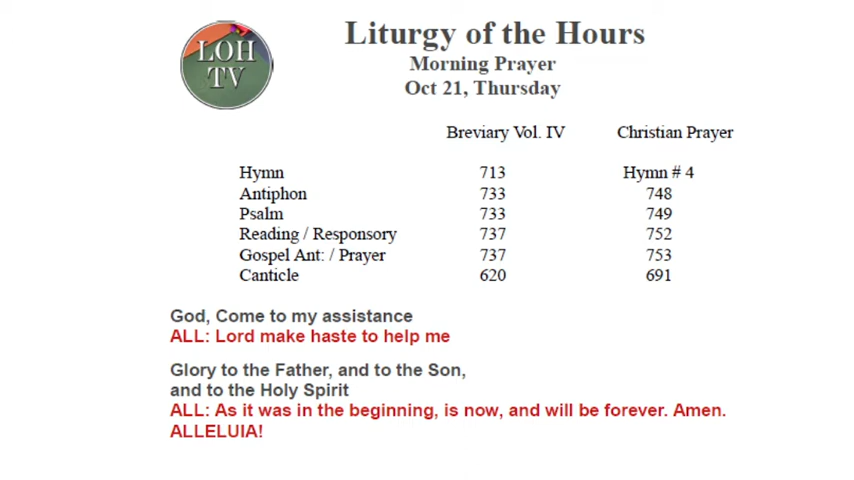 LOH
TV
Liturgy of the Hours
Morning Prayer
Oct 21, Thursday
Breviary Vol. IV Christian Prayer
Hymn 713 Hymn # 4
Antiphon 733 748
Psalm 733 749
Reading / Responsory 737 752
Gospel Ant: / Prayer 737 753
Canticle 620 691
God, Come to my assistance
ALL: Lord make haste to help me
Glory to the Father, and to the Son,
and to the Holy Spirit
ALL: As it was in the beginning, is now, and will be forever. Amen.
ALLELUIA!